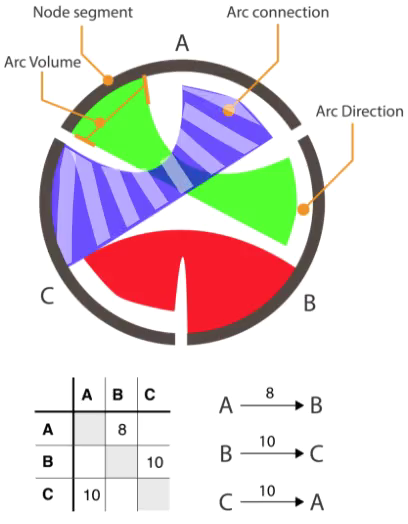 Node segment
Arc connection
A
Arc Volume
Arc Direction
C
B
A B C
A 8
B 10
C 10
A 8 B
B 10 C
C 10 A